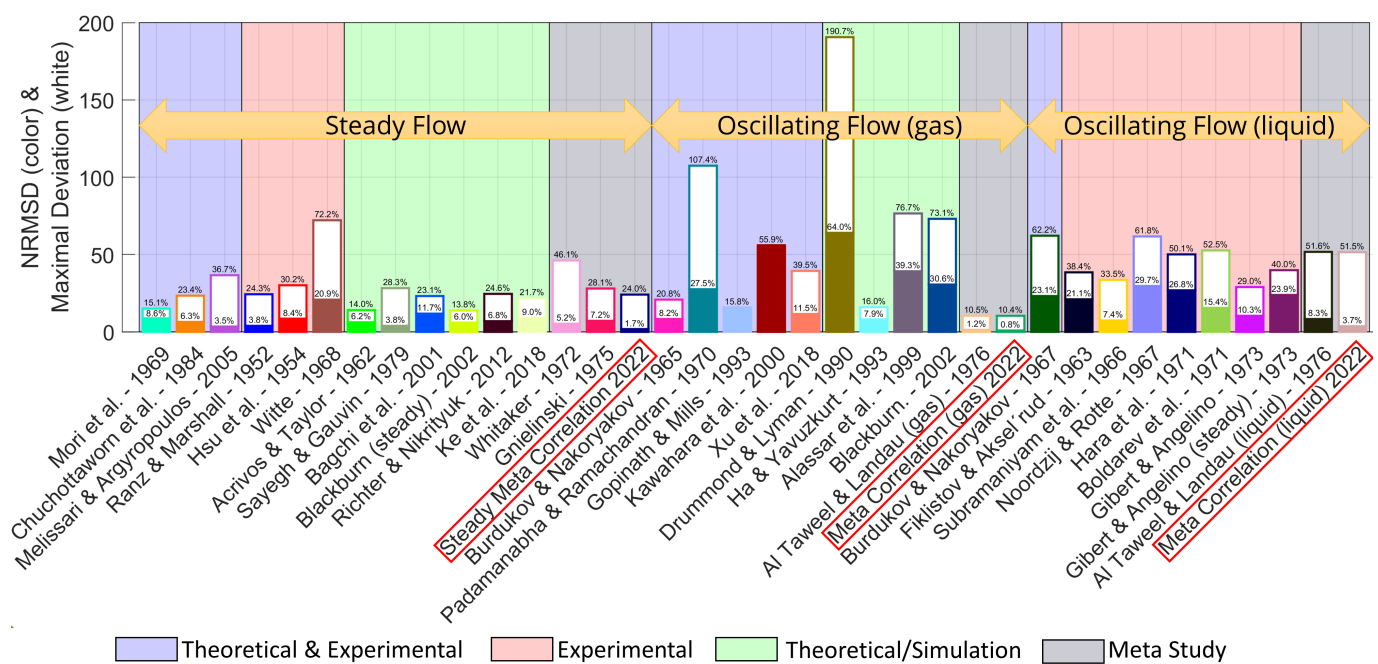 NRMSD (color) &
Maximal Deviation (white)
200
150
100
50
0
Steady Flow
Oscillating Flow (gas)
Oscillating Flow (liquid)
15.1%
8.6%
23.4%
6.3%
36.7%
3.5%
24.3%
3.8%
30.2%
8.4%
72.2%
20.9%
14.0%
6.2%
28.3%
3.8%
23.1%
11.7%
13.8%
6.0%
24.6%
6.8%
21.7%
9.0%
46.1%
5.2%
28.1%
7.2%
24.0%
1.7%
20.8%
8.2%
107.4%
27.5%
15.8%
55.9%
39.5%
11.5%
190.7%
64.0%
16.0%
7.9%
76.7%
39.3%
73.1%
30.6%
10.5%
1.2%
10.4%
0.8%
62.2%
23.1%
38.4%
21.1%
33.5%
7.4%
61.8%
29.7%
50.1%
26.8%
52.5%
15.4%
29.0%
10.3%
40.0%
23.9%
51.6%
8.3%
51.5%
3.7%
Mori et al. - 1969
Chuchottaworn et al. - 1984
Melissari & Argyropoulos 2005
Ranz & Marshall - 1952
Hsu et al. - 1954
Witte - 1968
Acrivos & Taylor - 1962
Sayegh & Gauvin - 1979
Bagchi et al. - 2001
Blackburn (steady) - 2002
Richter & Nikrityuk - 2012
Ke et al. - 2018
Whitaker - 1972
Gnielinski - 1975
Steady Meta Correlation 2022
Burdukov & Nakoryakov - 1965
Padamanabha & Ramachandran - 1970
Gopinath & Mills - 1993
Kawahara et al. - 2000
Xu et al. - 2018
Drummond & Lyman - 1990
Ha & Yavuzkurt - 1993
Alassar et al. - 1999
Blackburn. - 2002
Al Taweel & Landau (gas) - 1976
Meta Correlation (gas) 2022
Burdukov & Nakoryakov - 1967
Fiklistov & Aksel'rud - 1963
Subramaniyam et al. - 1966
Noordzij & Rotte - 1967
Hara et al. - 1971
Boldarev et al. - 1971
Gibert & Angelino - 1973
Gibert & Angelino (steady) - 1973
Al Taweel & Landau (liquid) - 1976
Meta Correlation (liquid) 2022
Theoretical & Experimental
Experimental
Theoretical/Simulation
Meta Study